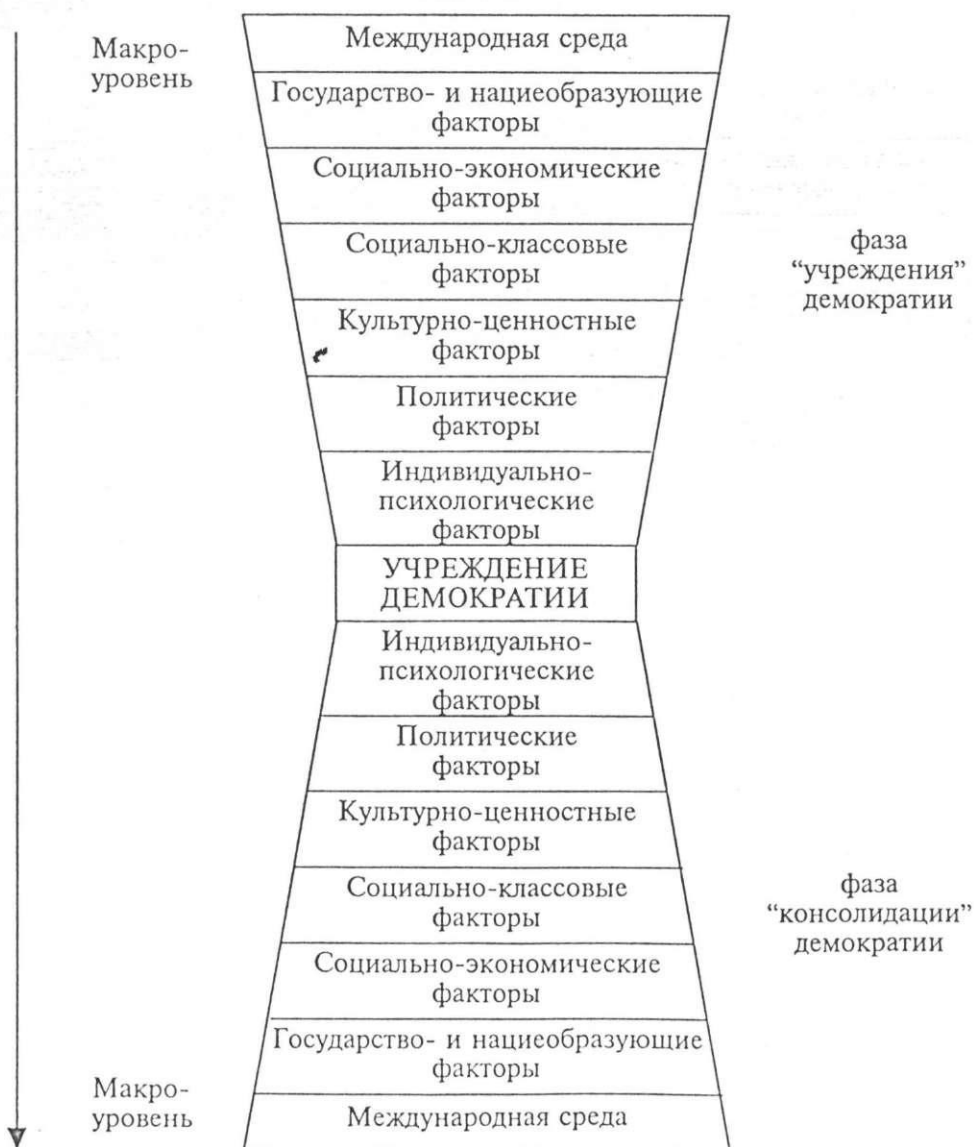 Макро-
уровень
Международная среда
Государство- и нациеобразующие
факторы
Социально-экономические
факторы
Социально-классовые
факторы
фаза
“учреждения”
демократии
Культурно-ценностные
факторы
Политические
факторы
Индивидуально-
психологические
факторы
УЧРЕЖДЕНИЕ
ДЕМОКРАТИИ
Индивидуально-
психологические
факторы
Политические
факторы
Культурно-ценностные
факторы
Социально-классовые
факторы
фаза
“консолидации”
демократии
Социально-экономические
факторы
Государство- и нациеобразующие
факторы
Макро-
уровень
Международная среда